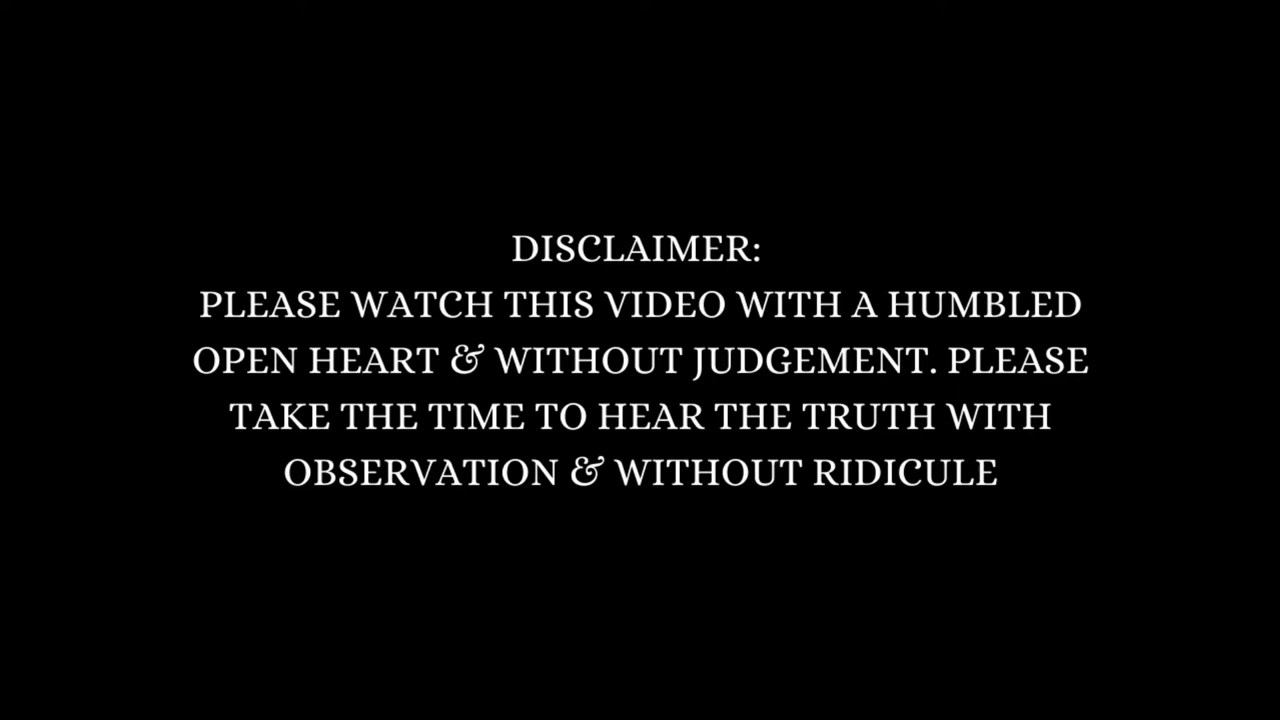 DISCLAIMER:
PLEASE WATCH THIS VIDEO WITH A HUMBLED
OPEN HEART & WITHOUT JUDGEMENT. PLEASE
TAKE THE TIME TO HEAR THE TRUTH WITH
OBSERVATION & WITHOUT RIDICULE